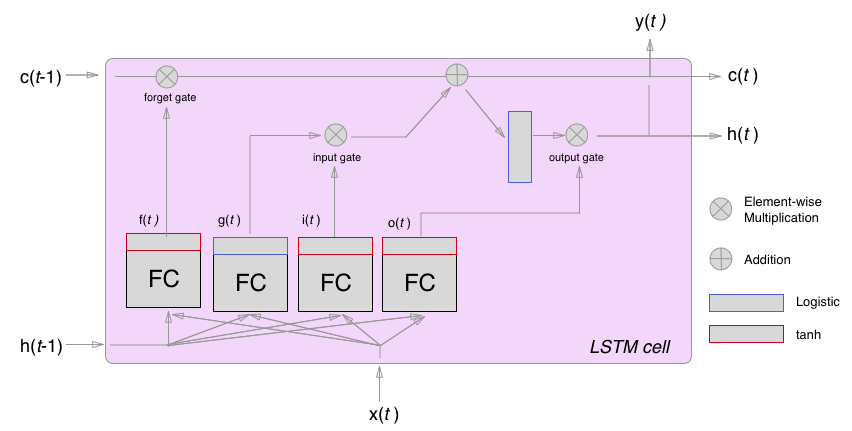 y(t)
c(t-1)
c(t)
forget gate
h(t)
input gate
output gate
f(t)
g(t)
i(t)
o(t)
FC
FC
FC
FC
h(t-1)
LSTM cell
x(t)
Element-wise
Multiplication
Addition
Logistic
tanh